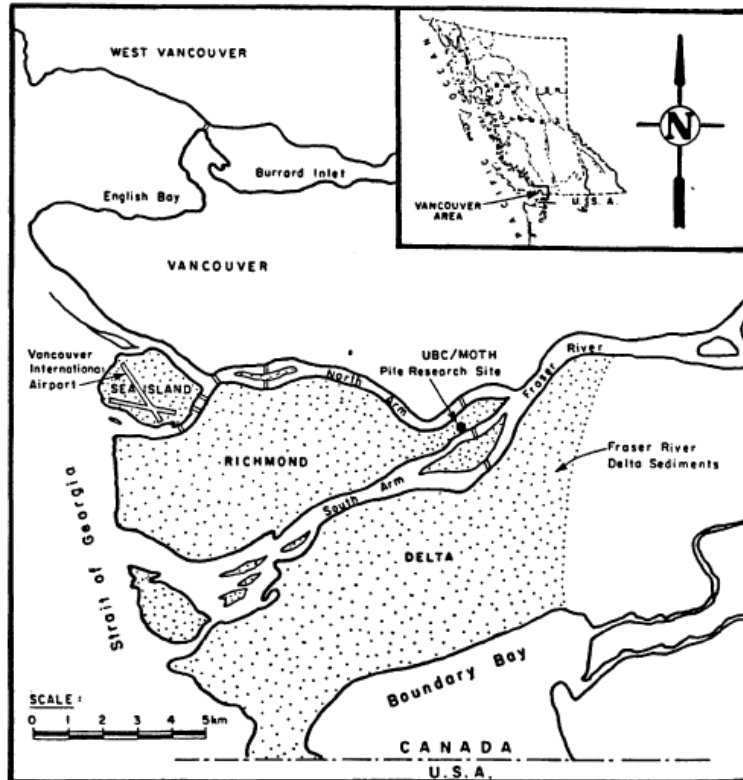 WEST VANCOUVER
Burrard Inlet
English Bay
VANCOUVER
VANCOUVER
AREA
U.S.A.
N
Vancouver
International
Airport
SEA ISLAND
UBC/MOTH
Pile Research Site
North Arm
Fraser River
RICHMOND
Fraser River
Delta Sediments
South Arm
DELTA
Strait of Georgia
Boundary Bay
SCALE:
0 1 2 3 4 5km
CANADA
U.S.A.